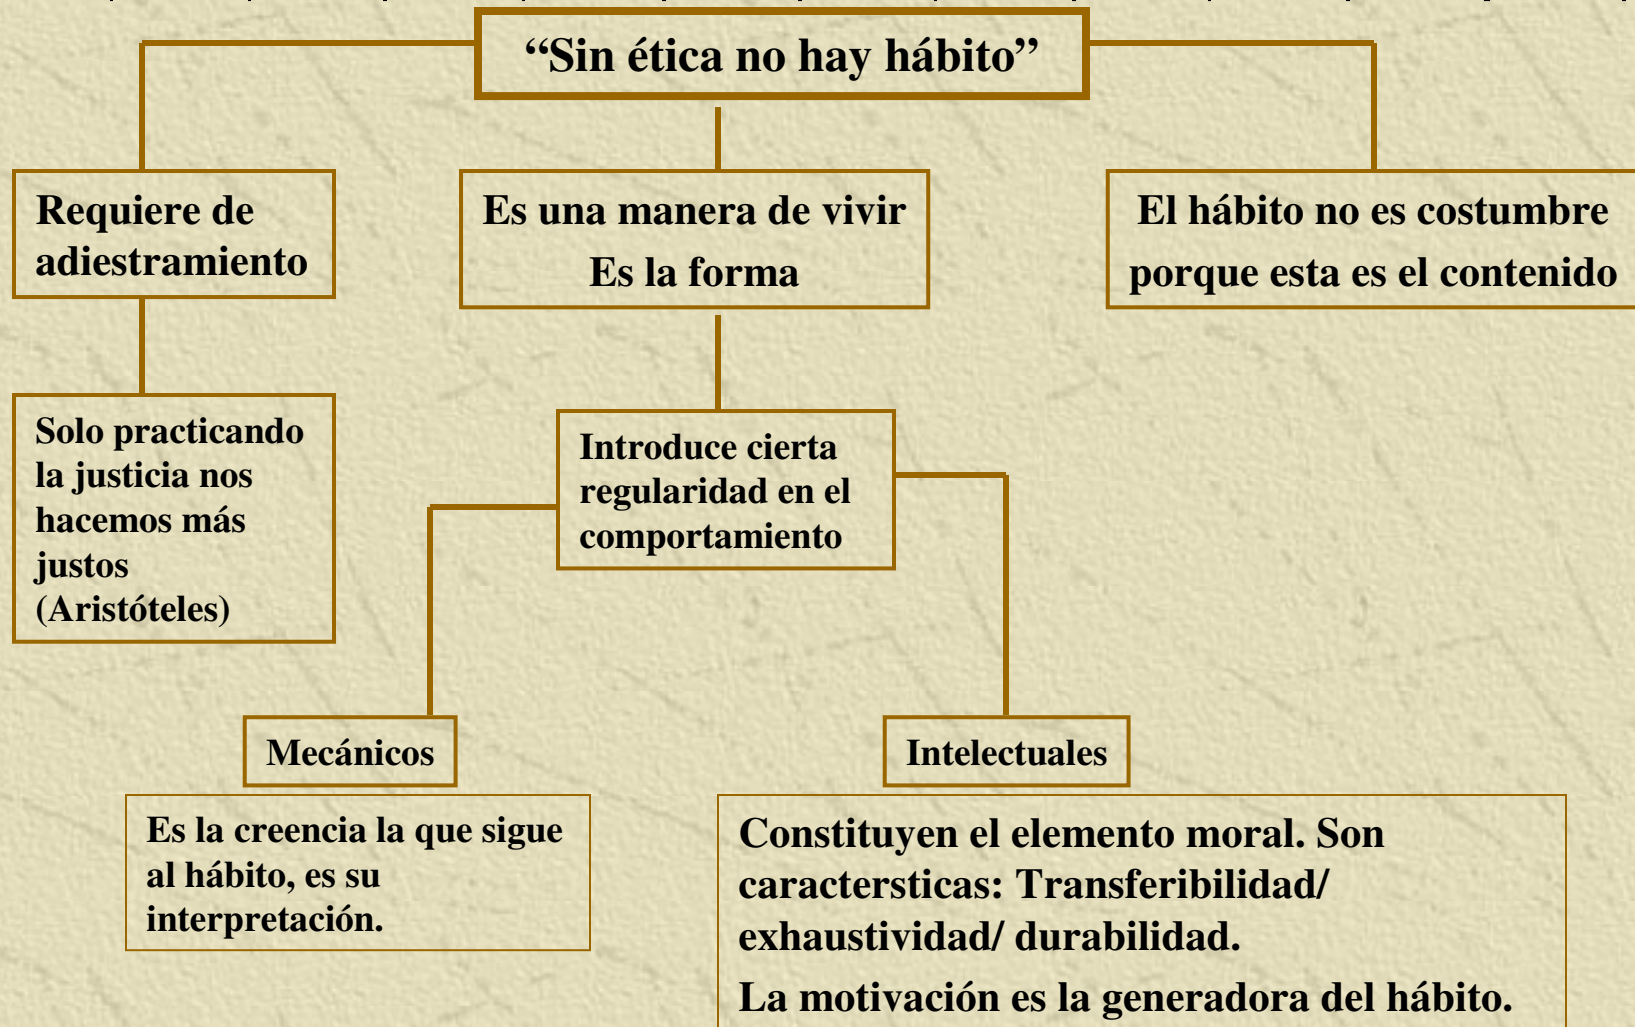 “Sin ética no hay hábito”
Requiere de
adiestramiento
Es una manera de vivir
Es la forma
El hábito no es costumbre
porque esta es el contenido
Solo practicando
la justicia nos
hacemos más
justos
(Aristóteles)
Introduce cierta
regularidad en el
comportamiento
Mecánicos
Es la creencia la que sigue
al hábito, es su
interpretación.
Intelectuales
Constituyen el elemento moral. Son
caractersticas: Transferibilidad/
exhaustividad/ durabilidad.
La motivación es la generadora del hábito.